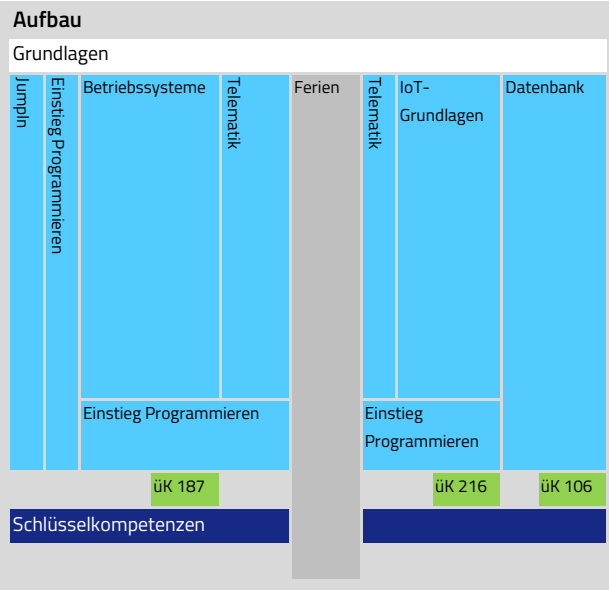 Aufbau
Grundlagen
JumpIn
Einstieg Programmieren
Betriebssysteme
Telematik
Ferien
Telematik
IoT-
Grundlagen
Datenbank
Einstieg Programmieren
Einstieg
Programmieren
üK 187
üK 216
üK 106
Schlüsselkompetenzen